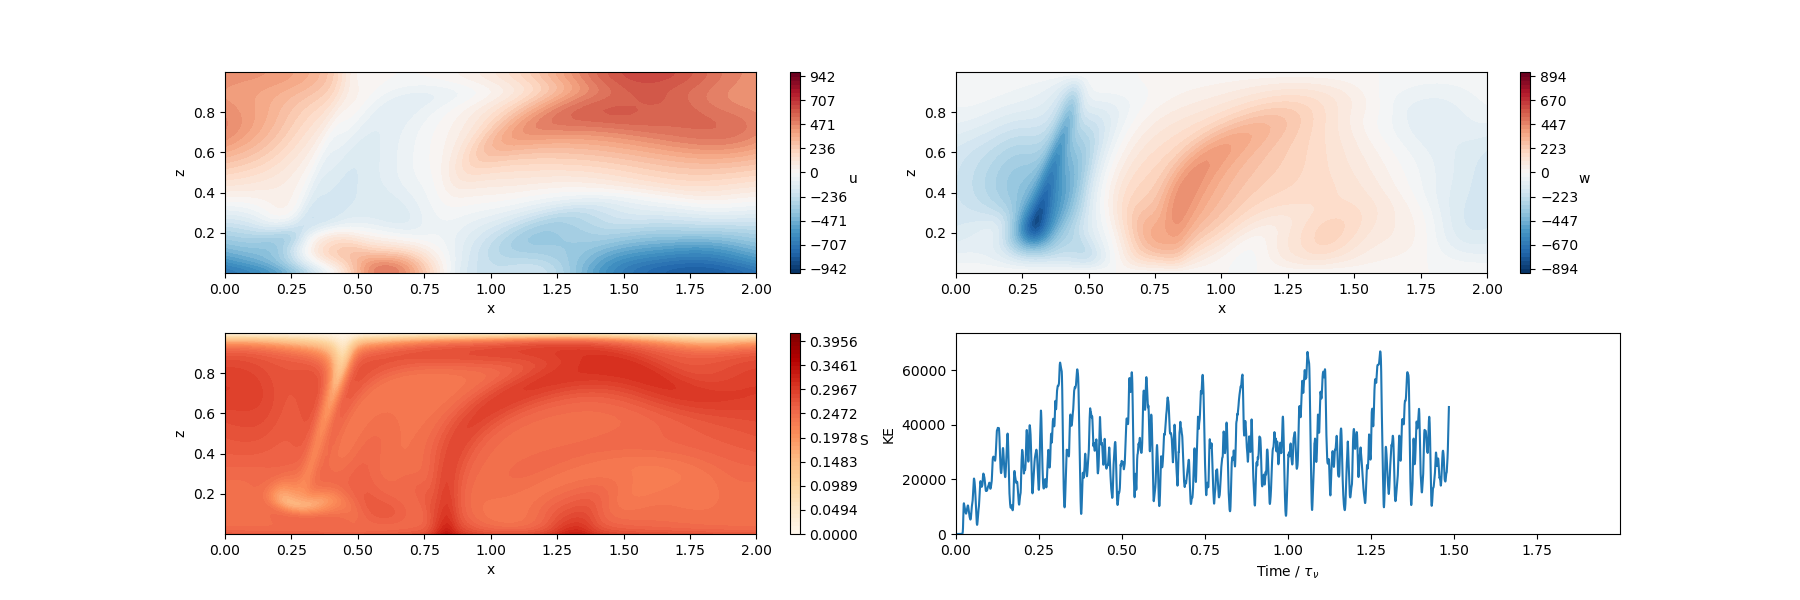 0.8
0.6
0.4
0.2
z
0.00 0.25 0.50 0.75 1.00 1.25 1.50 1.75 2.00
x
942
707
471
236
0
−236
−471
−707
−942
u
0.8
0.6
0.4
0.2
z
0.00 0.25 0.50 0.75 1.00 1.25 1.50 1.75 2.00
x
894
670
447
223
0
−223
−447
−670
−894
w
0.8
0.6
0.4
0.2
z
0.00 0.25 0.50 0.75 1.00 1.25 1.50 1.75 2.00
x
0.3956
0.3461
0.2967
0.2472
0.1978
0.1483
0.0989
0.0494
0.0000
S
60000
40000
20000
0
KE
0.00 0.25 0.50 0.75 1.00 1.25 1.50 1.75
Time / τν